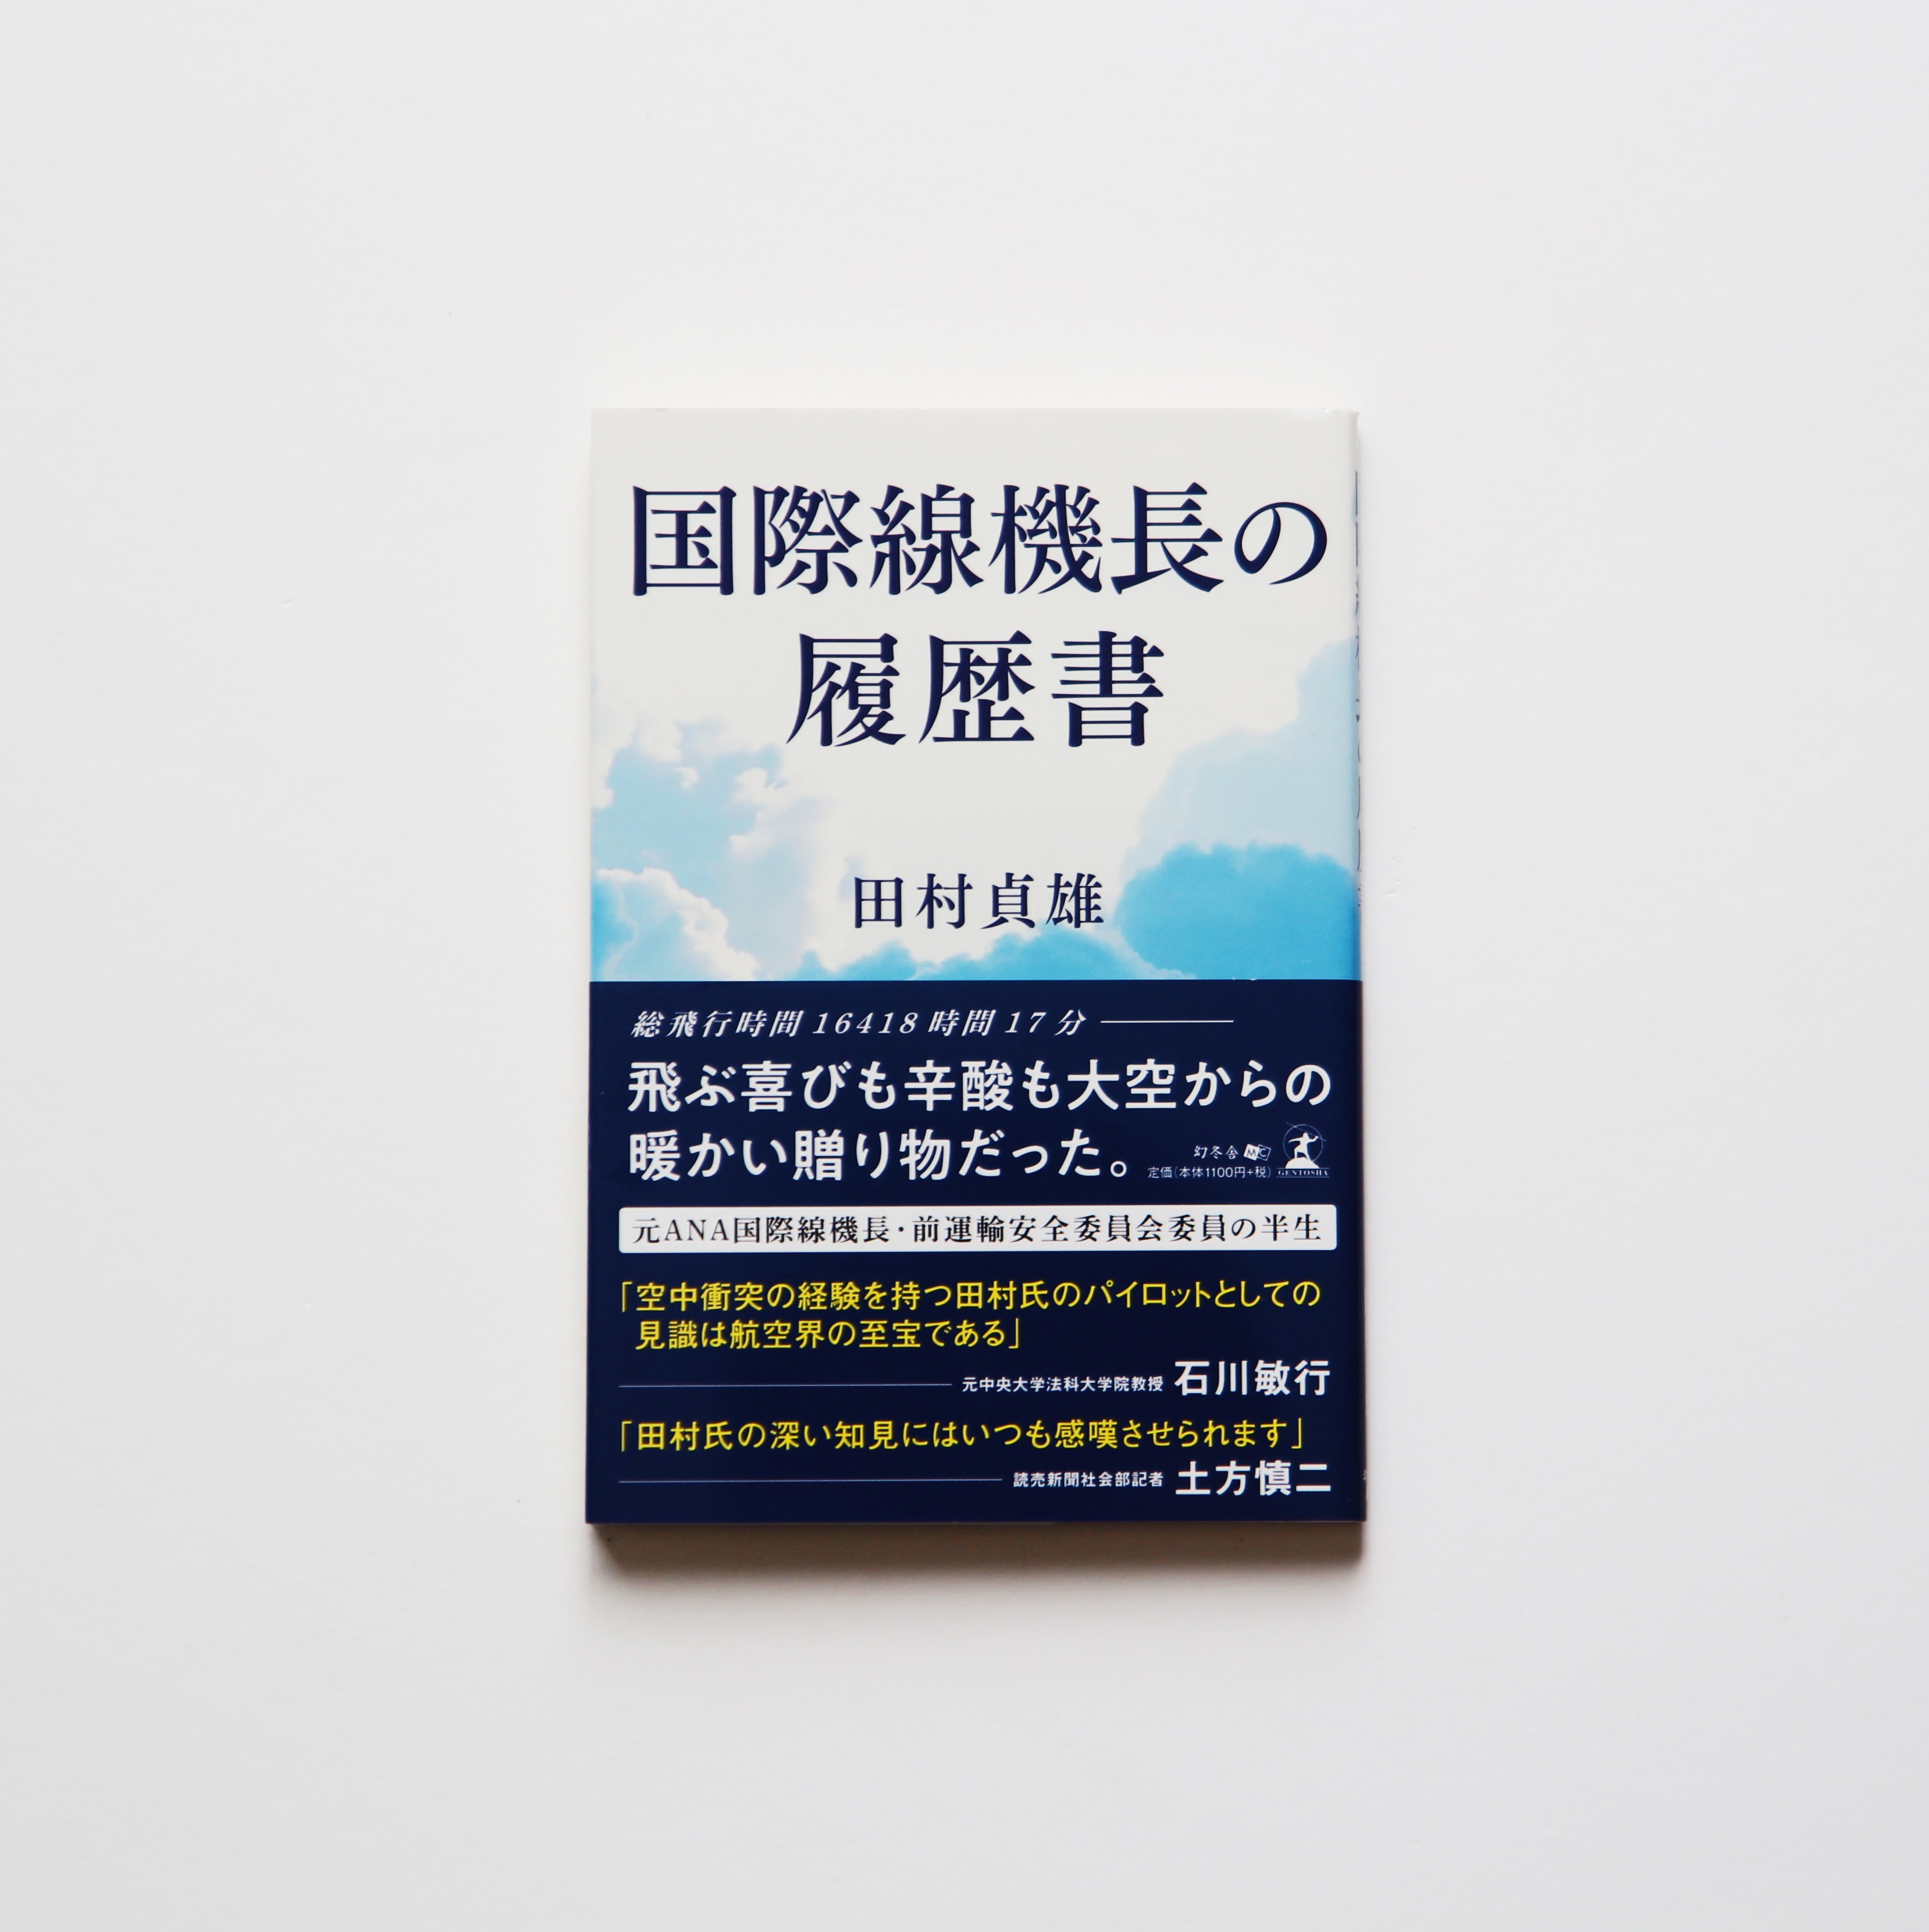 国際線機長の
履歴書
田村貞雄
総飛行時間16418時間17分
飛ぶ喜びも辛酸も大空からの
暖かい贈り物だった。
幻冬舎 MC
定価(本体1100円+税)
GENTOSHA
元ANA国際線機長・前運輸安全委員会委員の半生
「空中衝突の経験を持つ田村氏のパイロットとしての
見識は航空界の至宝である」
元中央大学法科大学院教授 石川敏行
「田村氏の深い知見にはいつも感嘆させられます」
読売新聞社会部記者 土方慎二